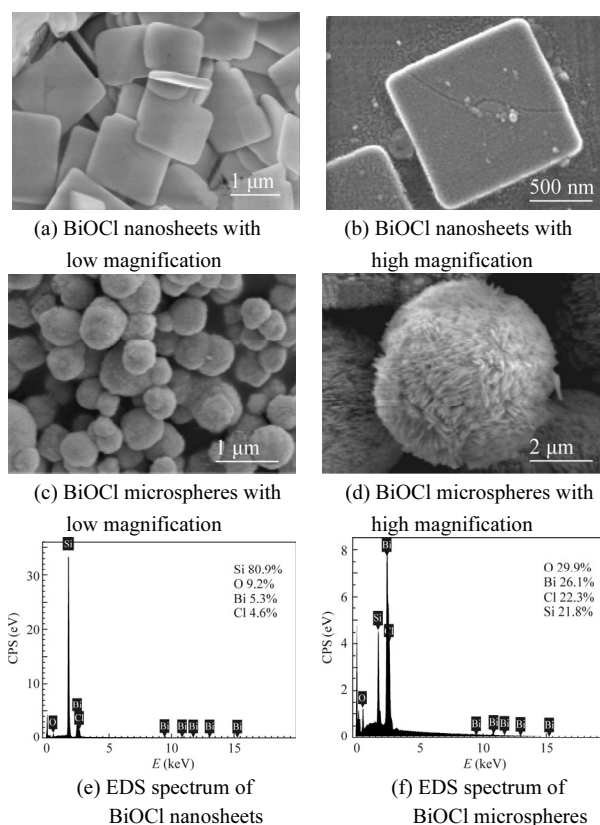 1 μm
500 nm
(a) BiOCl nanosheets with
low magnification
(b) BiOCl nanosheets with
high magnification
1 μm
2 μm
(c) BiOCl microspheres with
low magnification
(d) BiOCl microspheres with
high magnification
Si
Si 80.9%
O 9.2%
Bi 5.3%
Cl 4.6%
30
20
10
0
CPS (eV)
O
Bi
Cl
Bi Bi Bi Bi Bi
0 5 10 15
E (keV)
(e) EDS spectrum of
BiOCl nanosheets
Bi
O 29.9%
Bi 26.1%
Cl 22.3%
Si 21.8%
8
6
4
2
0
CPS (eV)
Si
Cl
O
Bi Bi Bi Bi Bi
0 5 10 15
E (keV)
(f) EDS spectrum of
BiOCl microspheres